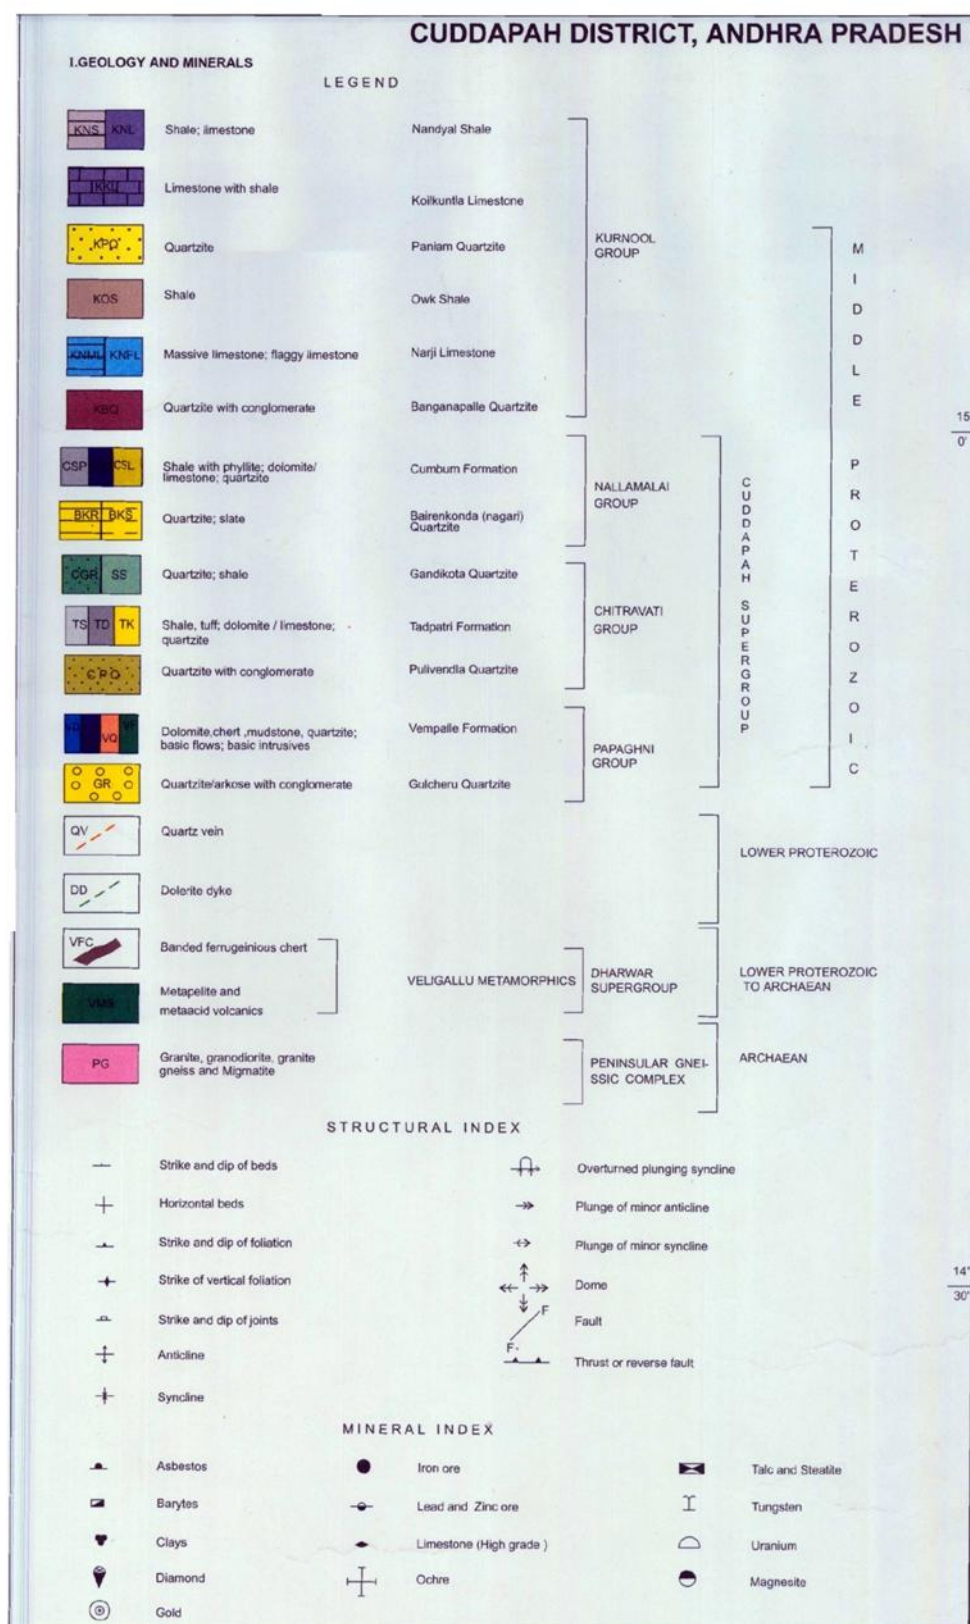 CUDDAPAH DISTRICT, ANDHRA PRADESH
I.GEOLOGY AND MINERALS
LEGEND
KNS KNL Shale; limestone Nandyal Shale
Limestone with shale Koilkuntla Limestone
KPQ Quartzite Paniam Quartzite
KURNOOL
GROUP
KOS Shale Owk Shale
KNML KNFL Massive limestone; flaggy limestone Narji Limestone
KBQ Quartzite with conglomerate Banganapalle Quartzite
15
0'
CSP CSL Shale with phyllite; dolomite/
limestone; quartzite
Cumbum Formation
NALLAMALAI
GROUP
BKR BKS Quartzite; slate Bairenkonda (nagari)
Quartzite
CGR SS Quartzite; shale Gandikota Quartzite
TS TD TK Shale, tuff; dolomite / limestone;
quartzite
Tadpatri Formation
CHITRAVATI
GROUP
CPQ Quartzite with conglomerate Pulivendla Quartzite
VQ VF Dolomite,chert ,mudstone, quartzite;
basic flows; basic intrusives
Vempalle Formation
PAPAGHNI
GROUP
GR Quartzite/arkose with conglomerate Gulcheru Quartzite
CUDDAPAH SUPERGROUP
MIDDLE PROTEROZOIC
QV Quartz vein
LOWER PROTEROZOIC
DD Dolerite dyke
VFC Banded ferrugeinious chert
VMS Metapelite and
metaacid volcanics
VELIGALLU METAMORPHICS
DHARWAR
SUPERGROUP
LOWER PROTEROZOIC
TO ARCHAEAN
PG Granite, granodiorite, granite
gneiss and Migmatite
PENINSULAR GNEI-
SSIC COMPLEX
ARCHAEAN
STRUCTURAL INDEX
Strike and dip of beds Overturned plunging syncline
Horizontal beds Plunge of minor anticline
Strike and dip of foliation Plunge of minor syncline
Strike of vertical foliation Dome
14°
30'
Strike and dip of joints F F Fault
Anticline Thrust or reverse fault
Syncline
MINERAL INDEX
Asbestos Iron ore Talc and Steatite
Barytes Lead and Zinc ore Tungsten
Clays Limestone (High grade ) Uranium
Diamond Ochre Magnesite
Gold